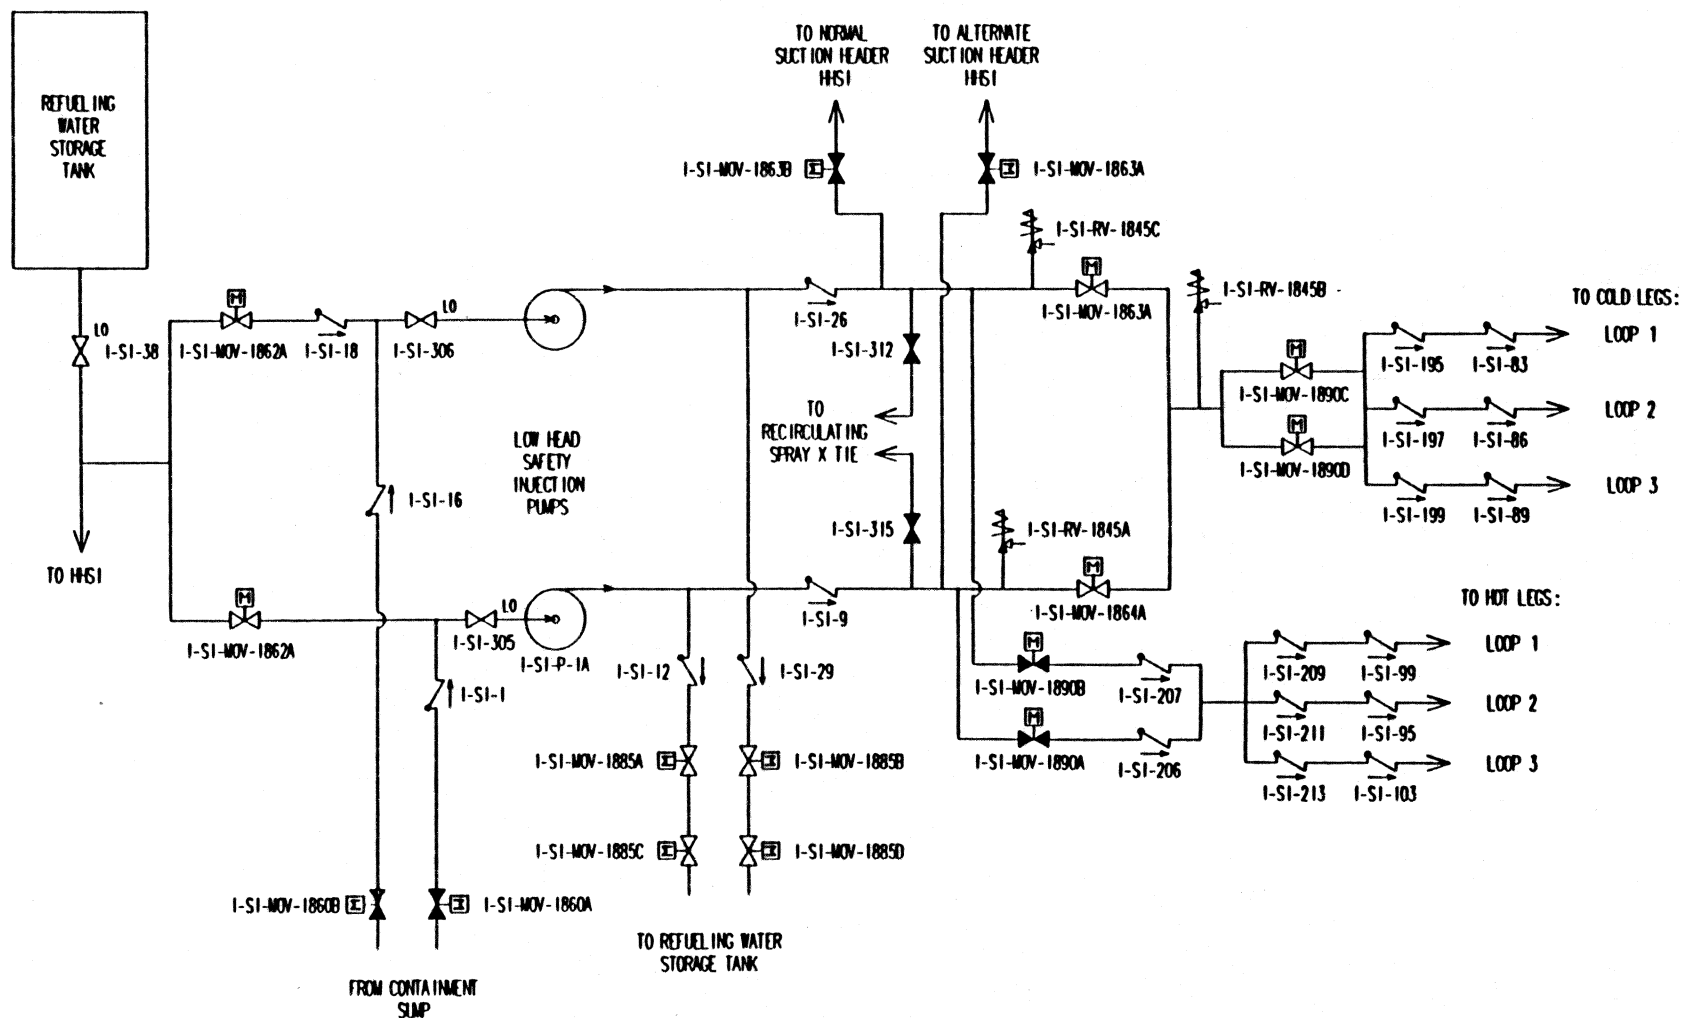 TO NORMAL
SUCTION HEADER
HHSI
TO ALTERNATE
SUCTION HEADER
HHSI
REFUELING
WATER
STORAGE
TANK
1-SI-MOV-1863B
1-SI-MOV-1863A
1-SI-RV-1845C
M
M
1-SI-RV-1845B
TO COLD LEGS:
LO
LO
1-SI-38
1-SI-MOV-1862A
1-SI-18
1-SI-306
1-SI-26
1-SI-MOV-1863A
1-SI-312
M
1-SI-195
1-SI-83
LOOP 1
1-SI-MOV-1890C
TO
RECIRCULATING
SPRAY X TIE
M
1-SI-197
1-SI-86
LOOP 2
1-SI-MOV-1890D
LOW HEAD
SAFETY
INJECTION
PUMPS
1-SI-16
1-SI-199
1-SI-89
LOOP 3
1-SI-315
1-SI-RV-1845A
TO HHSI
M
M
1-SI-MOV-1864A
TO HOT LEGS:
LO
1-SI-MOV-1862A
1-SI-305
1-SI-P-1A
1-SI-9
1-SI-1
1-SI-12
1-SI-29
M
1-SI-MOV-1890B
1-SI-207
1-SI-209
1-SI-99
LOOP 1
M
1-SI-MOV-1890A
1-SI-206
1-SI-211
1-SI-95
LOOP 2
1-SI-213
1-SI-103
LOOP 3
1-SI-MOV-1885A
1-SI-MOV-1885B
1-SI-MOV-1885C
1-SI-MOV-1885D
1-SI-MOV-1860B
1-SI-MOV-1860A
TO REFUELING WATER
STORAGE TANK
FROM CONTAINMENT
SUMP